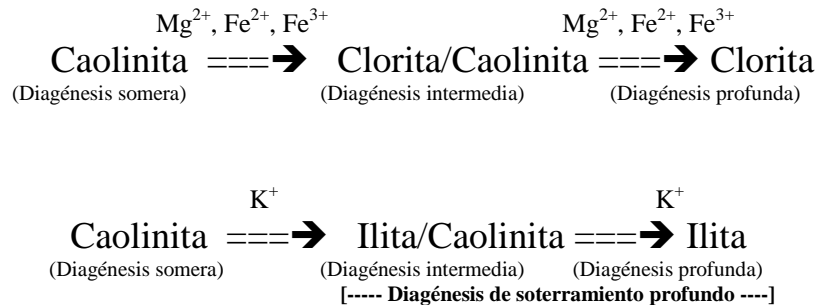 Mg2+, Fe2+, Fe3+ Mg2+, Fe2+, Fe3+
Caolinita ===➔ Clorita/Caolinita ===➔ Clorita
(Diagénesis somera) (Diagénesis intermedia) (Diagénesis profunda)
K+ K+
Caolinita ===➔ Ilita/Caolinita ===➔ Ilita
(Diagénesis somera) (Diagénesis intermedia) (Diagénesis profunda)
[----- Diagénesis de soterramiento profundo ----]